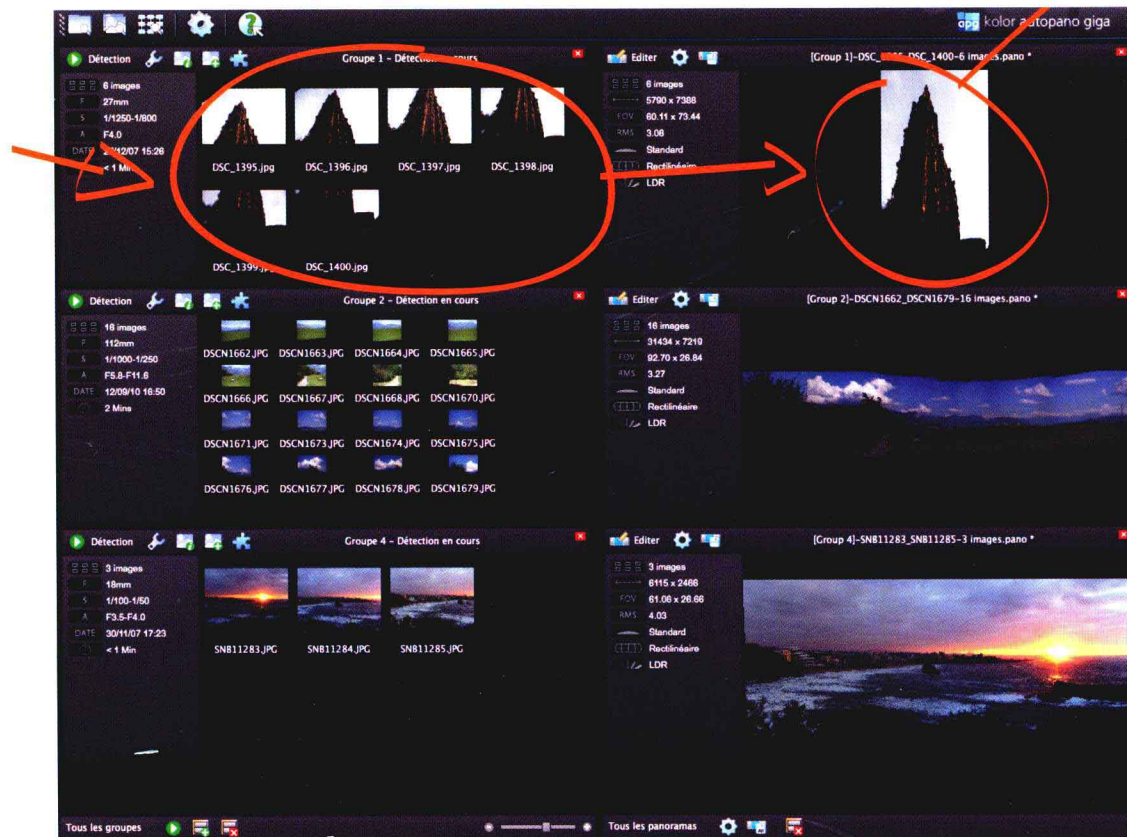 apg kolor autopano giga
Détection
Groupe 1 – Détection cours
6 images
F 27mm
S 1/1250-1/800
A F4.0
DATE 15:26
< 1 Min
DSC_1395.jpg DSC_1396.jpg DSC_1397.jpg DSC_1398.jpg
DSC_1399.jpg DSC_1400.jpg
Editer
[Group 1]- DSC_1400-6 images.pano *
6 images
5790 x 7388
FOV 60.11 x 73.44
RMS 3.08
Standard
Rectilinéaire
LDR
Détection
Groupe 2 – Détection en cours
16 images
F 112mm
S 1/1000-1/250
A F5.8-F11.6
DATE 12/09/10 16:50
2 Mins
DSCN1662.JPG DSCN1663.JPG DSCN1664.JPG DSCN1665.JPG
DSCN1666.JPG DSCN1667.JPG DSCN1668.JPG DSCN1670.JPG
DSCN1671.JPG DSCN1673.JPG DSCN1674.JPG DSCN1675.JPG
DSCN1676.JPG DSCN1677.JPG DSCN1678.JPG DSCN1679.JPG
Editer
[Group 2]-DSCN1662_DSCN1679-16 images.pano *
16 images
31434 x 7219
FOV 92.70 x 26.84
RMS 3.27
Standard
Rectilinéaire
LDR
Détection
Groupe 4 – Détection en cours
3 images
F 18mm
S 1/100-1/50
A F3.5-F4.0
DATE 30/11/07 17:23
< 1 Min
SNB11283.JPG SNB11284.JPG SNB11285.JPG
Editer
[Group 4]-SNB11283_SNB11285-3 images.pano *
3 images
6115 x 2466
FOV 61.06 x 26.66
RMS 4.03
Standard
Rectilinéaire
LDR
Tous les groupes
Tous les panoramas